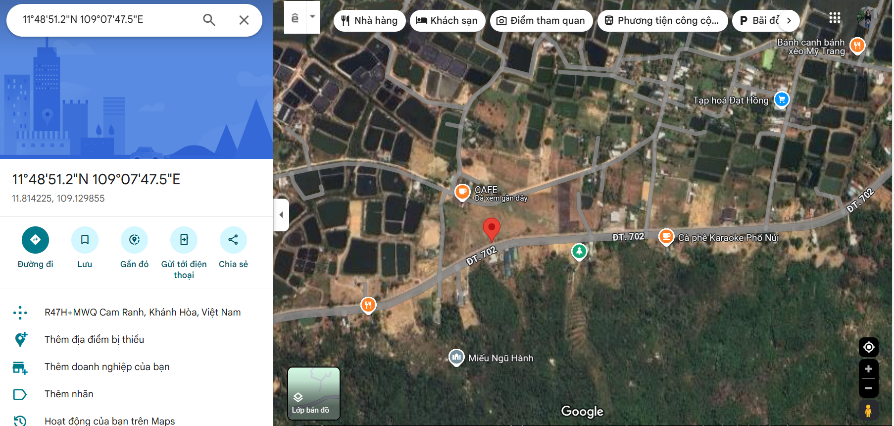 11°48'51.2"N 109°07'47.5"E
11°48'51.2"N 109°07'47.5"E
11.814225, 109.129855
Đường đi
Lưu
Gần đó
Gửi tới điện
thoại
Chia sẻ
R47H+MWQ Cam Ranh, Khánh Hòa, Việt Nam
Thêm địa điểm bị thiếu
Thêm doanh nghiệp của bạn
Thêm nhãn
Hoạt động của bạn trên Maps
Nhà hàng
Khách sạn
Điểm tham quan
Phương tiện công cộ...
P Bãi đỗ
Bánh canh bánh
xèo Mỹ Trang
Tạp hoá Đạt Hồng
CAFE
Đã xem gần đây
ĐT. 702
ĐT. 702
ĐT. 702
Cà phê Karaoke Phố Núi
Miếu Ngũ Hành
Lớp bản đồ
Google